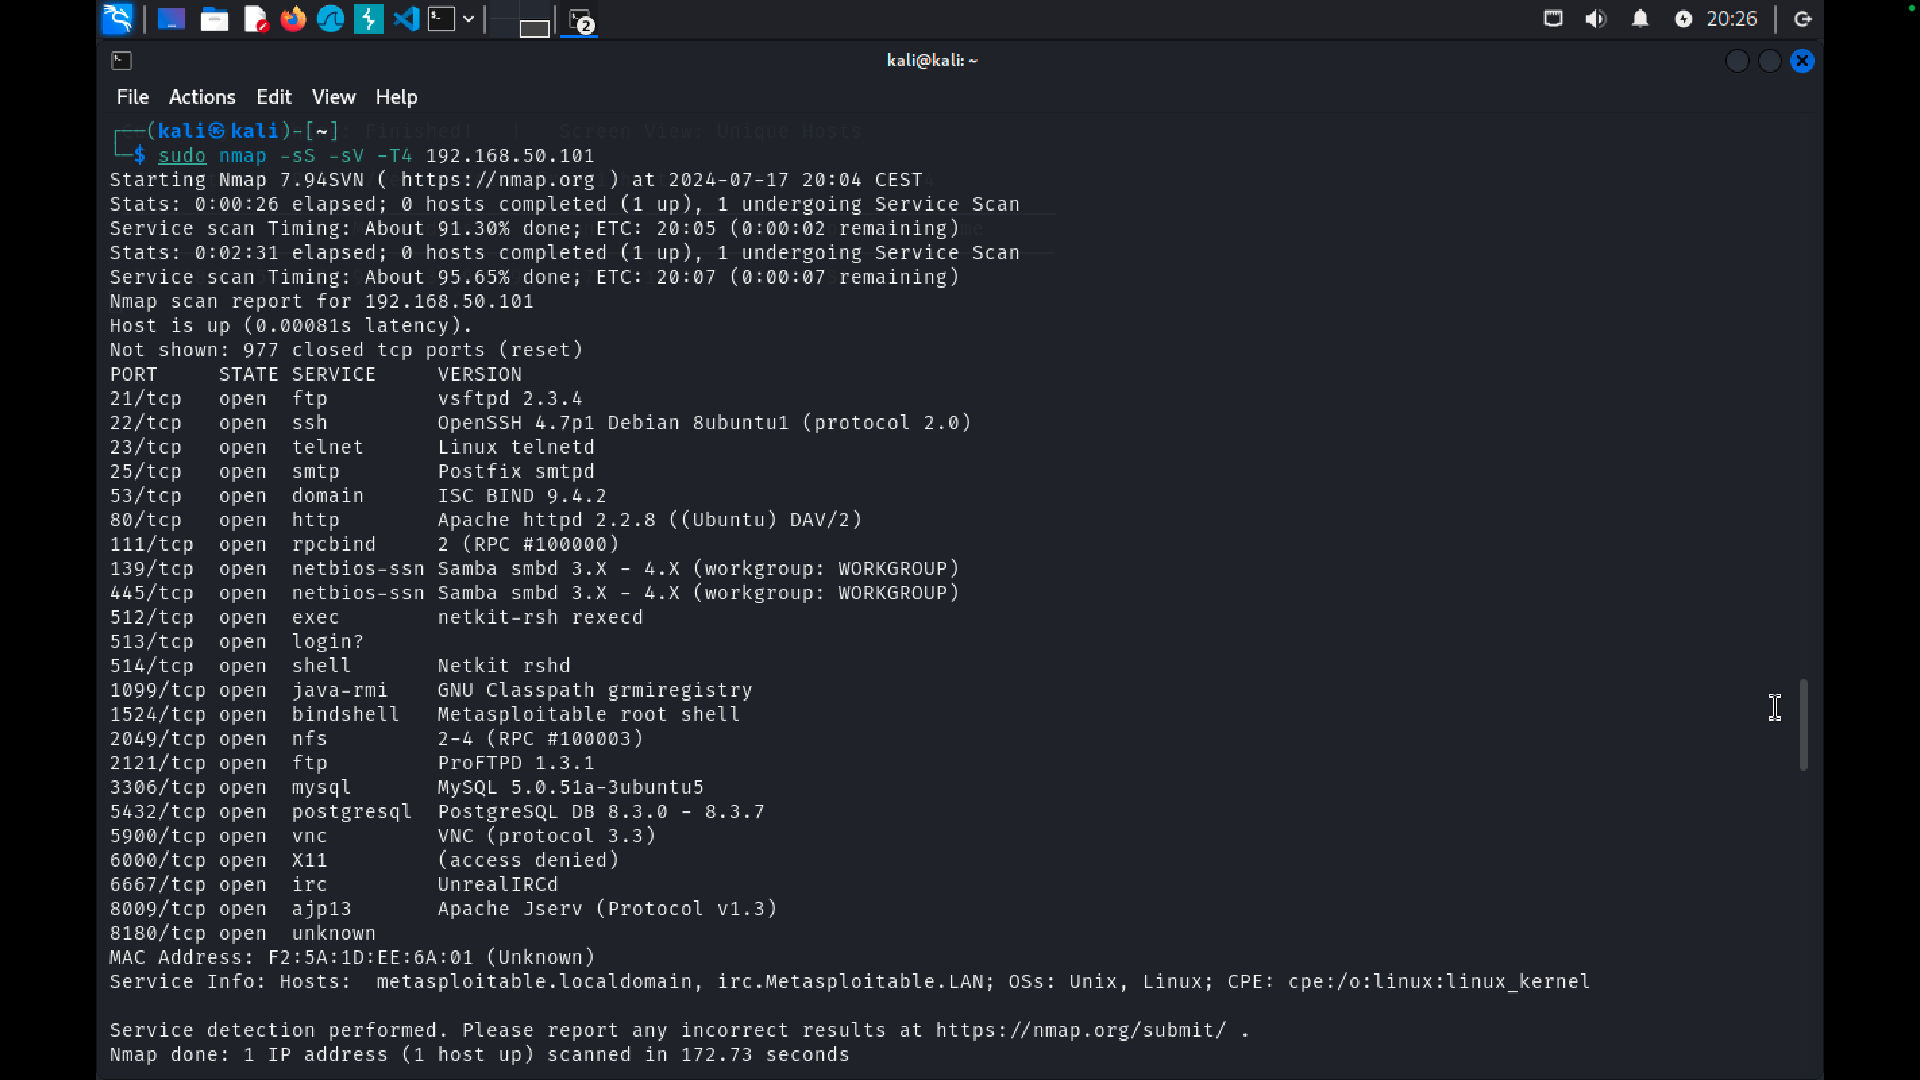 2
20:26
kali@kali: ~
File Actions Edit View Help
┌──(kali㉿kali)-[~]
└─$ sudo nmap -sS -sV -T4 192.168.50.101
Starting Nmap 7.94SVN ( https://nmap.org ) at 2024-07-17 20:04 CEST
Stats: 0:00:26 elapsed; 0 hosts completed (1 up), 1 undergoing Service Scan
Service scan Timing: About 91.30% done; ETC: 20:05 (0:00:02 remaining)
Stats: 0:02:31 elapsed; 0 hosts completed (1 up), 1 undergoing Service Scan
Service scan Timing: About 95.65% done; ETC: 20:07 (0:00:07 remaining)
Nmap scan report for 192.168.50.101
Host is up (0.00081s latency).
Not shown: 977 closed tcp ports (reset)
PORT     STATE SERVICE     VERSION
21/tcp   open  ftp         vsftpd 2.3.4
22/tcp   open  ssh         OpenSSH 4.7p1 Debian 8ubuntu1 (protocol 2.0)
23/tcp   open  telnet      Linux telnetd
25/tcp   open  smtp        Postfix smtpd
53/tcp   open  domain      ISC BIND 9.4.2
80/tcp   open  http        Apache httpd 2.2.8 ((Ubuntu) DAV/2)
111/tcp  open  rpcbind     2 (RPC #100000)
139/tcp  open  netbios-ssn Samba smbd 3.X - 4.X (workgroup: WORKGROUP)
445/tcp  open  netbios-ssn Samba smbd 3.X - 4.X (workgroup: WORKGROUP)
512/tcp  open  exec        netkit-rsh rexecd
513/tcp  open  login?
514/tcp  open  shell       Netkit rshd
1099/tcp open  java-rmi    GNU Classpath grmiregistry
1524/tcp open  bindshell   Metasploitable root shell
2049/tcp open  nfs         2-4 (RPC #100003)
2121/tcp open  ftp         ProFTPD 1.3.1
3306/tcp open  mysql       MySQL 5.0.51a-3ubuntu5
5432/tcp open  postgresql  PostgreSQL DB 8.3.0 - 8.3.7
5900/tcp open  vnc         VNC (protocol 3.3)
6000/tcp open  X11         (access denied)
6667/tcp open  irc         UnrealIRCd
8009/tcp open  ajp13       Apache Jserv (Protocol v1.3)
8180/tcp open  unknown
MAC Address: F2:5A:1D:EE:6A:01 (Unknown)
Service Info: Hosts:  metasploitable.localdomain, irc.Metasploitable.LAN; OSs: Unix, Linux; CPE: cpe:/o:linux:linux_kernel
Service detection performed. Please report any incorrect results at https://nmap.org/submit/ .
Nmap done: 1 IP address (1 host up) scanned in 172.73 seconds